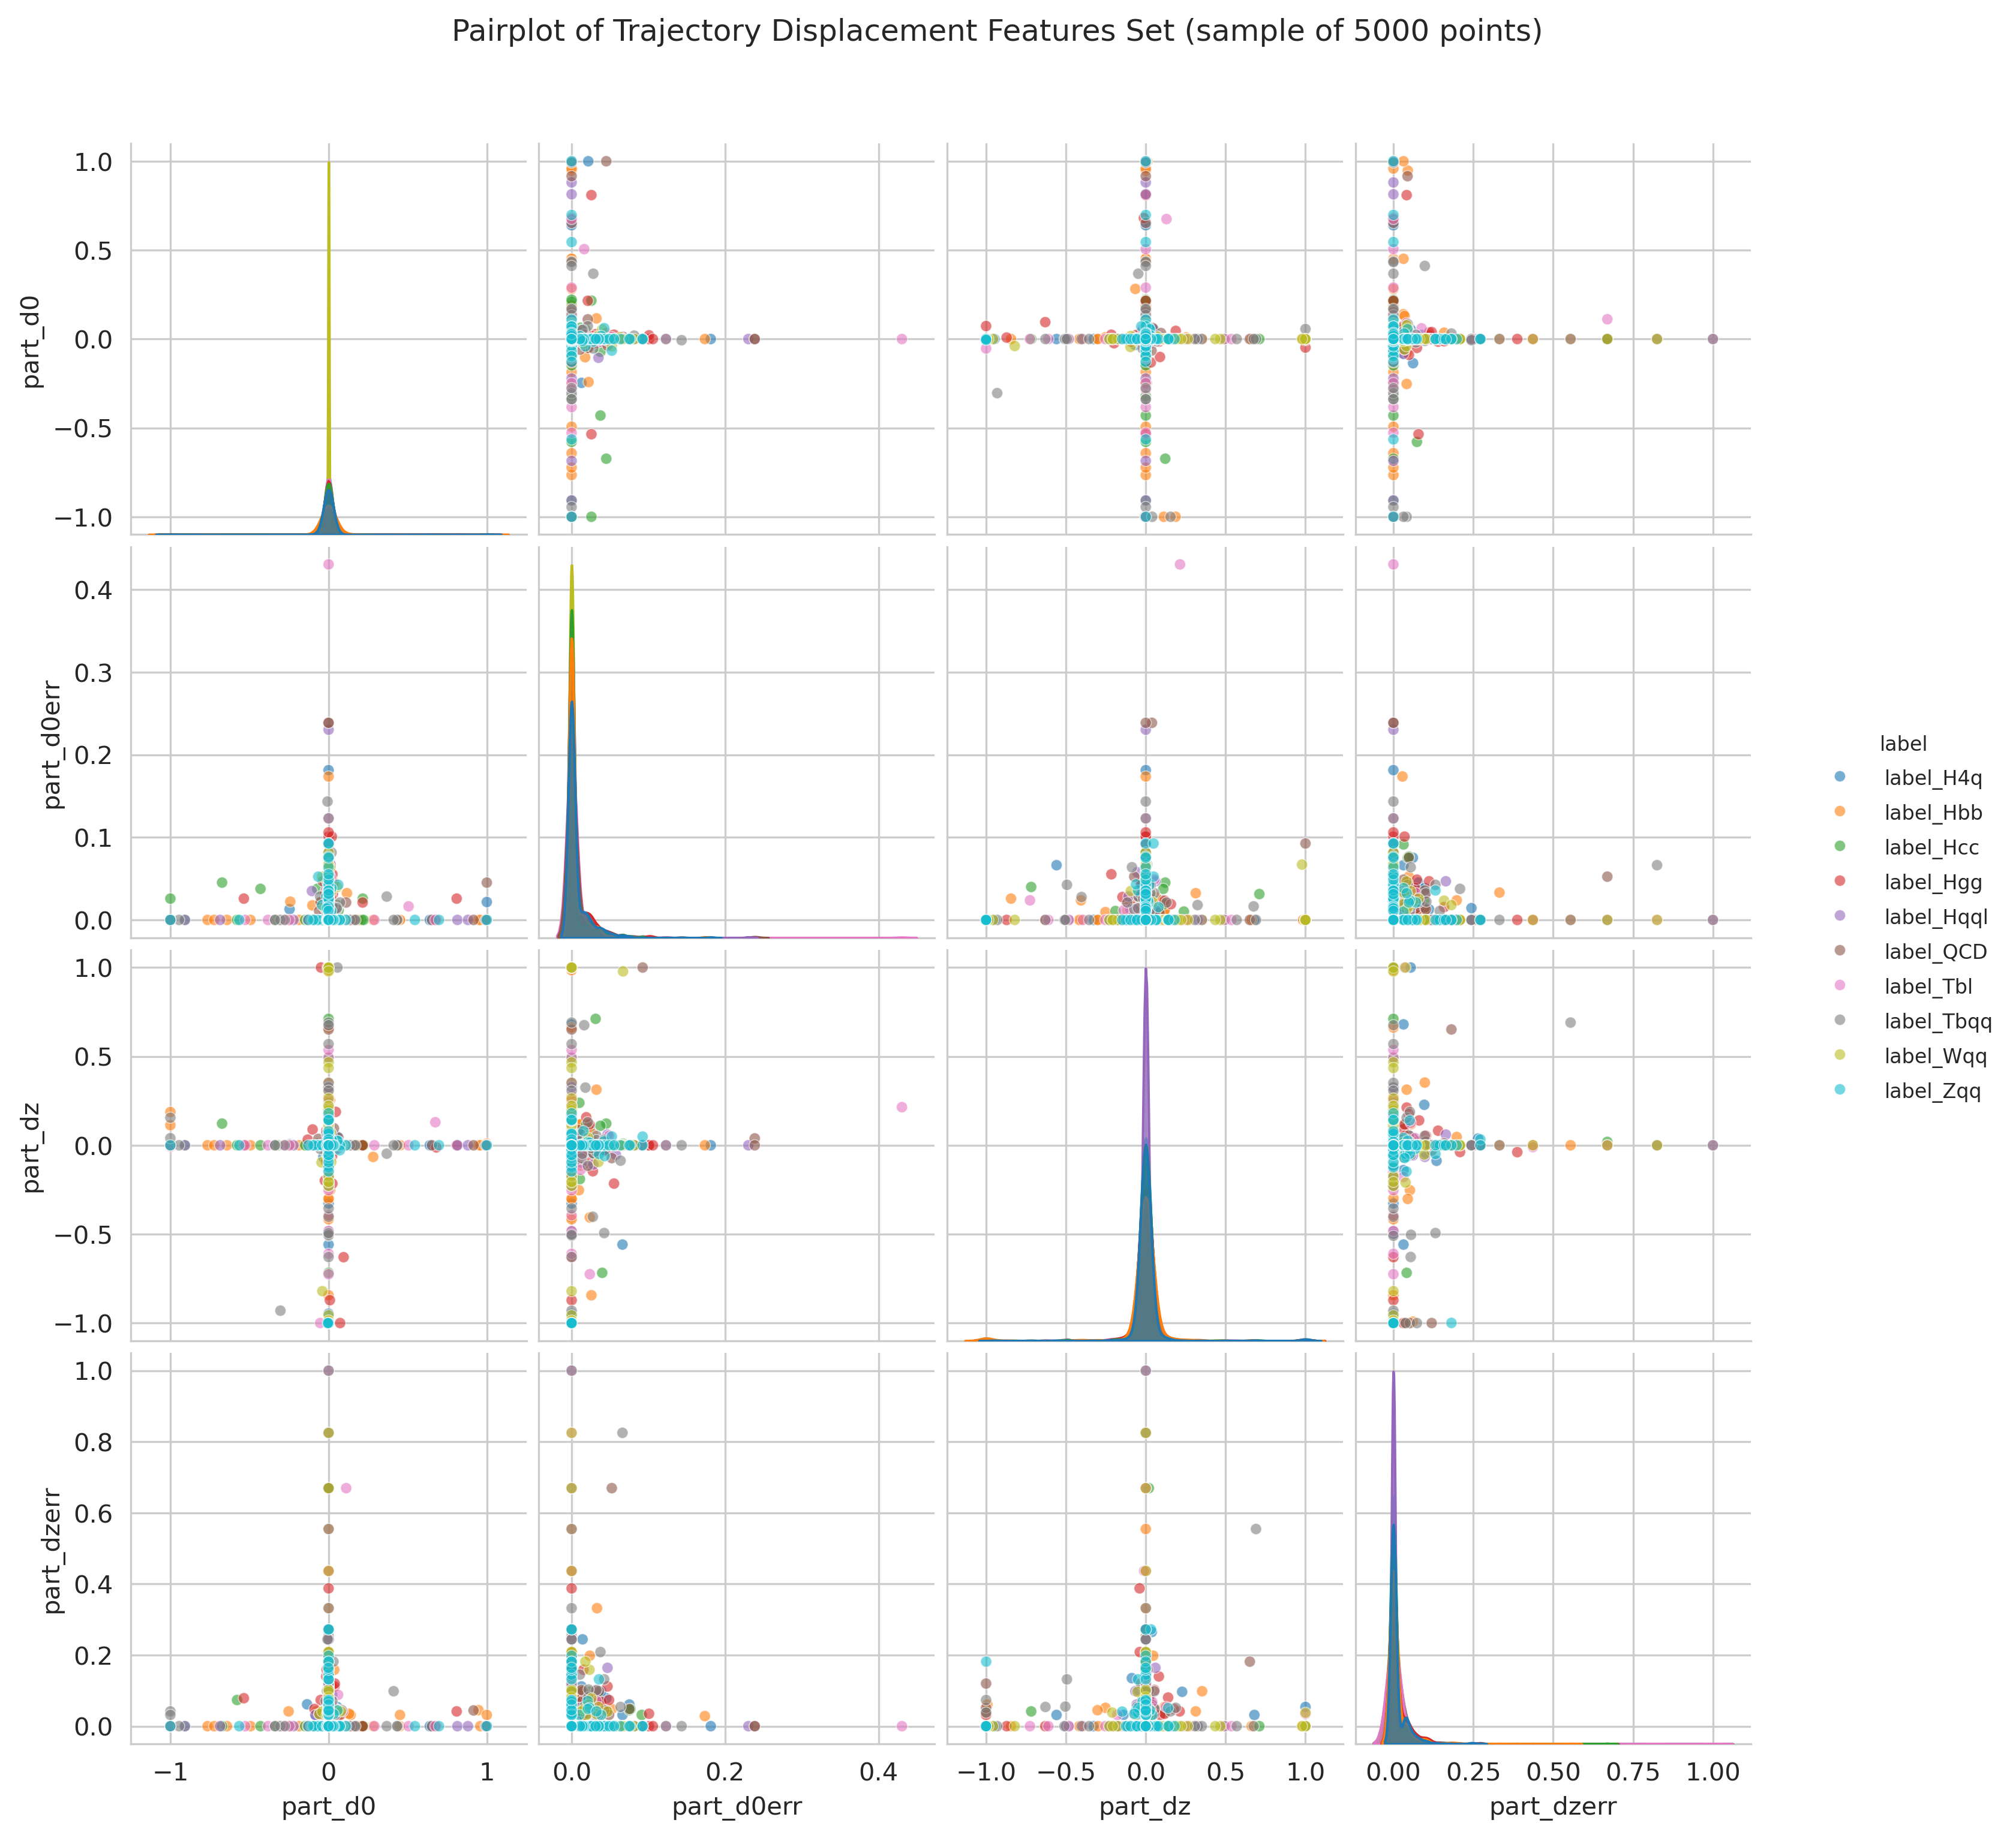 Pairplot of Trajectory Displacement Features Set (sample of 5000 points)
1.0
0.5
0.0
−0.5
−1.0
part_d0
0.4
0.3
0.2
0.1
0.0
part_d0err
1.0
0.5
0.0
−0.5
−1.0
part_dz
1.0
0.8
0.6
0.4
0.2
0.0
part_dzerr
−1 0 1
part_d0
0.0 0.2 0.4
part_d0err
−1.0 −0.5 0.0 0.5 1.0
part_dz
0.00 0.25 0.50 0.75 1.00
part_dzerr
label
label_H4q
label_Hbb
label_Hcc
label_Hgg
label_Hqql
label_QCD
label_Tbl
label_Tbqq
label_Wqq
label_Zqq